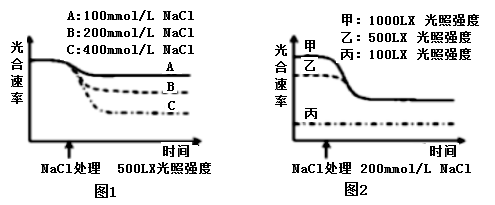 A:100mmol/L NaCl
B:200mmol/L NaCl
C:400mmol/L NaCl
光合速率
A
B
C
时间
NaCl处理 500LX光照强度
图1
甲:1000LX 光照强度
乙:500LX 光照强度
丙:100LX 光照强度
光合速率
甲
乙
丙
时间
NaCl处理 200mmol/L NaCl
图2